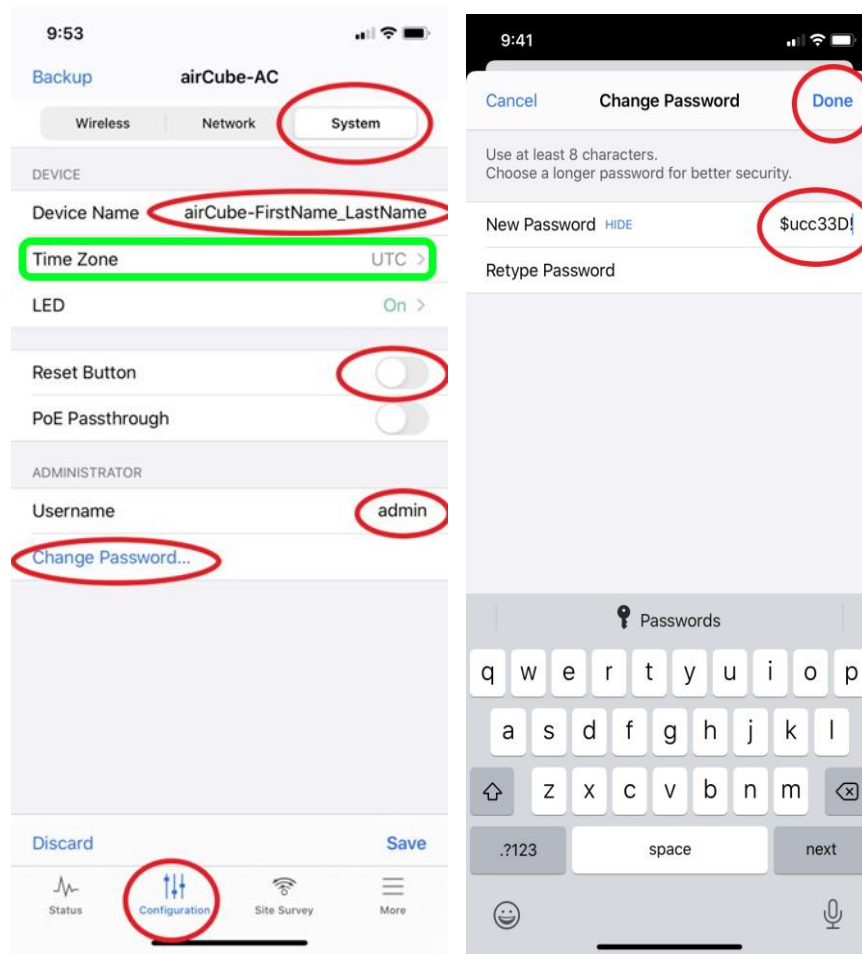 9:53
Backup airCube-AC
Wireless Network System
DEVICE
Device Name airCube-FirstName_LastName
Time Zone UTC
LED On
Reset Button
PoE Passthrough
ADMINISTRATOR
Username admin
Change Password...
Discard Save
Status Configuration Site Survey More
9:41
Cancel Change Password Done
Use at least 8 characters.
Choose a longer password for better security.
New Password HIDE $ucc33D!
Retype Password
Passwords
q w e r t y u i o p
a s d f g h j k l
z x c v b n m
.?123 space next